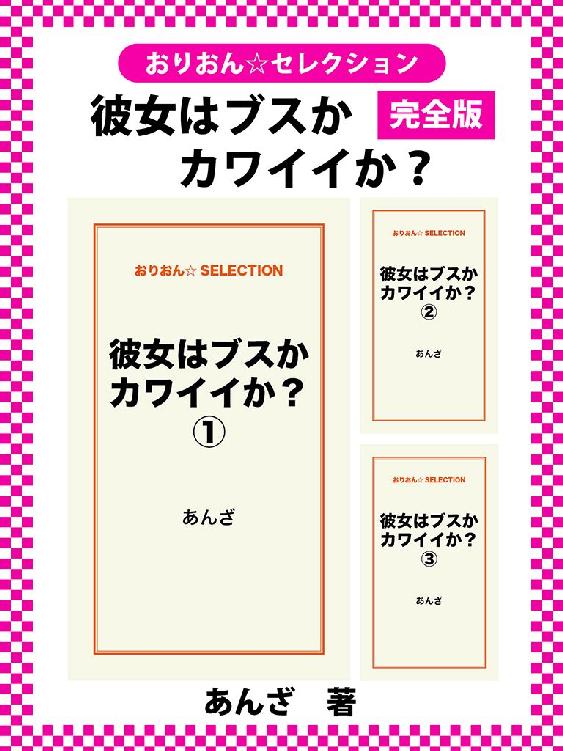 おりおん☆セレクション
彼女はブスか
完全版
カワイイか？
おりおん☆ SELECTION
彼女はブスか
カワイイか？
①
あんざ
おりおん☆ SELECTION
彼女はブスか
カワイイか？
②
あんざ
おりおん☆ SELECTION
彼女はブスか
カワイイか？
③
あんざ
あんざ　著